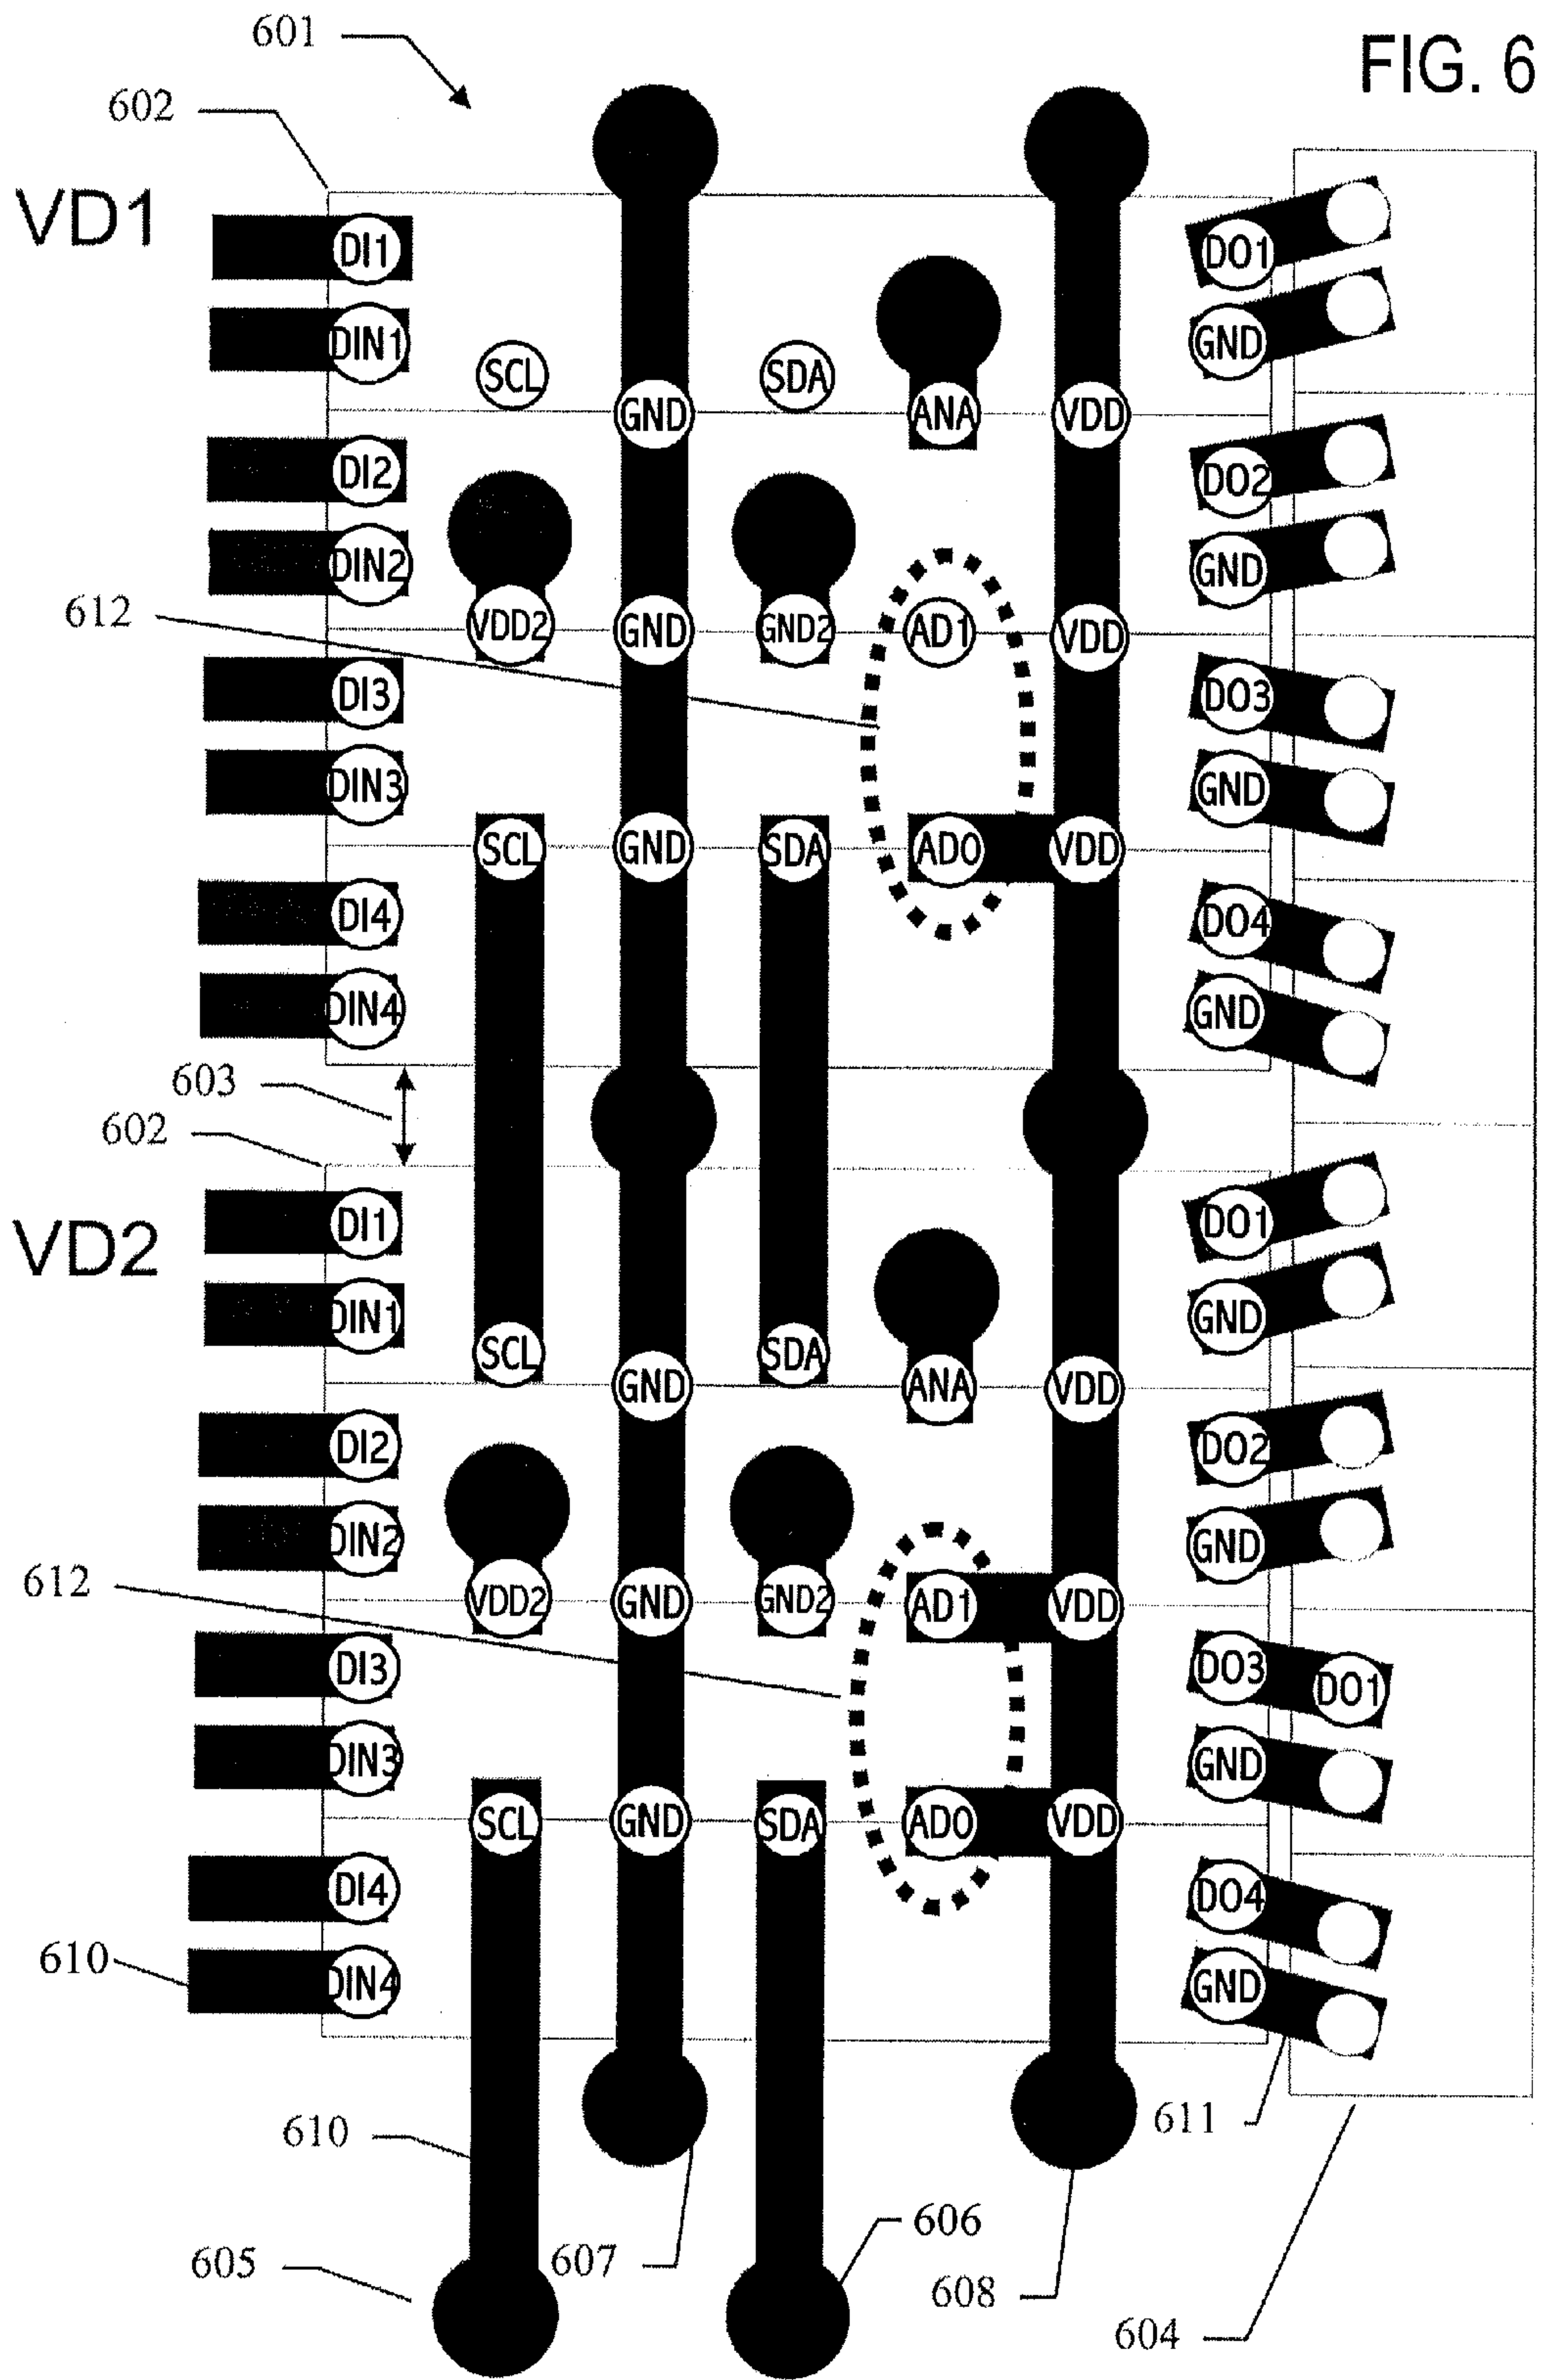 601
FIG. 6
602
VD1
DI1
DO1
DIN1
GND
SCL
SDA
GND
ANA
VDD
DI2
DO2
DIN2
GND
612
VDD2
GND
GND2
AD1
VDD
DI3
DO3
DIN3
GND
SCL
GND
SDA
AD0
VDD
DI4
DO4
DIN4
GND
603
602
VD2
DI1
DO1
DIN1
GND
SCL
SDA
GND
ANA
VDD
DI2
DO2
DIN2
GND
612
VDD2
GND
GND2
AD1
VDD
DI3
DO3
DO1
DIN3
GND
SCL
GND
SDA
AD0
VDD
DI4
DO4
610
DIN4
GND
610
611
606
605
607
608
604